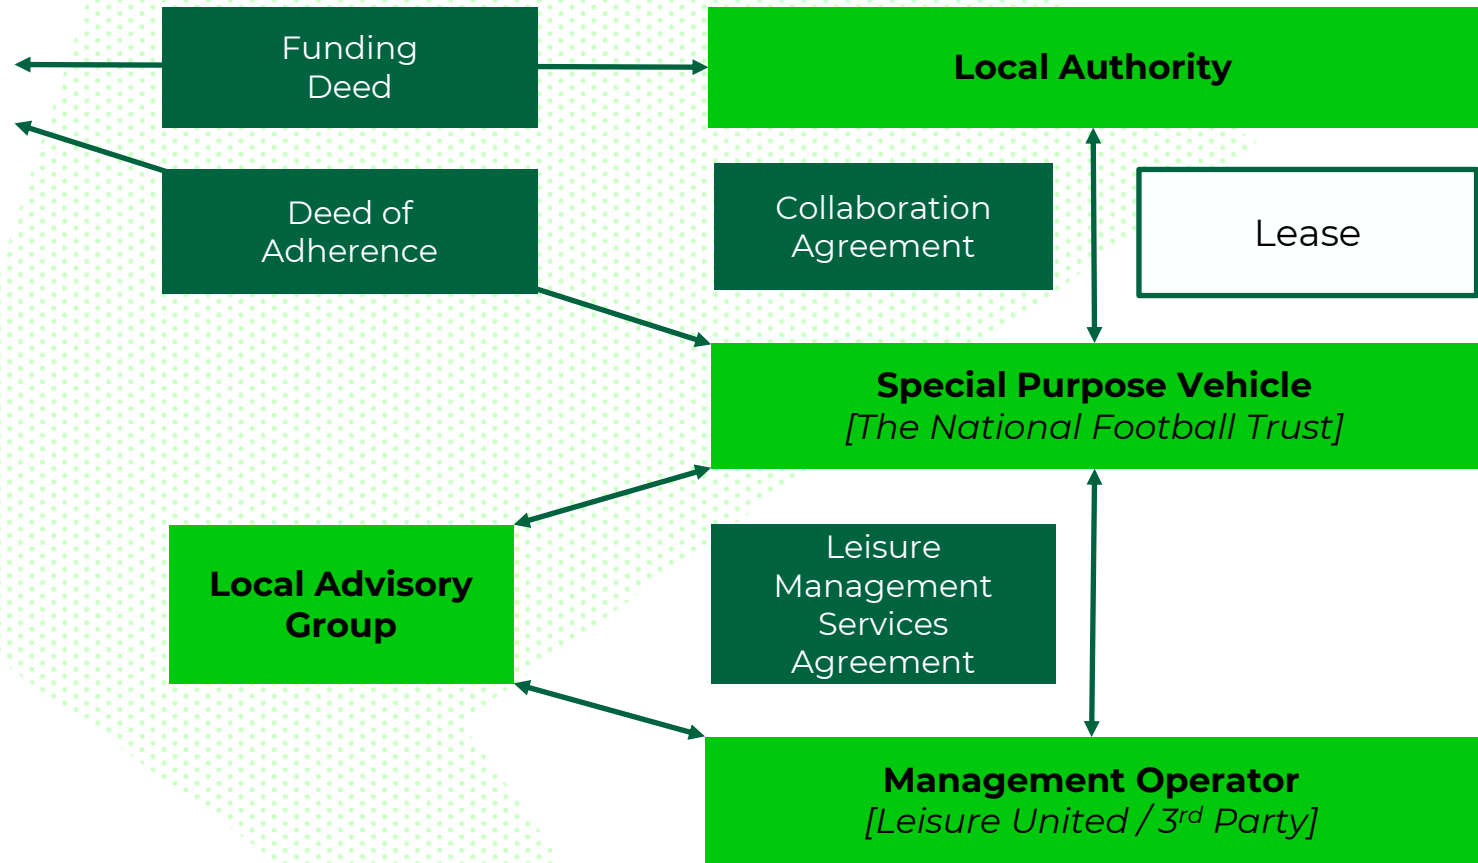 Funding
Deed
Local Authority
Deed of
Adherence
Collaboration
Agreement
Lease
Special Purpose Vehicle
[The National Football Trust]
Local Advisory
Group
Leisure
Management
Services
Agreement
Management Operator
[Leisure United / 3rd Party]